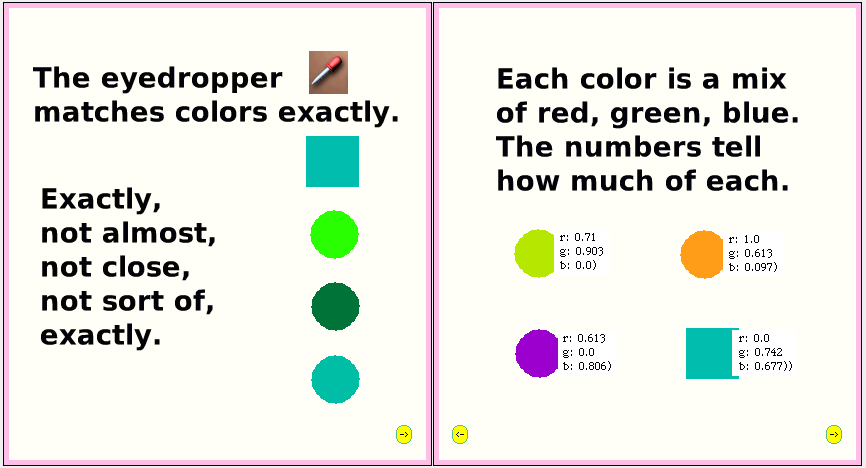 The eyedropper
matches colors exactly.
Exactly,
not almost,
not close,
not sort of,
exactly.
->
Each color is a mix
of red, green, blue.
The numbers tell
how much of each.
r: 0.71
g: 0.903
b: 0.0)
r: 1.0
g: 0.613
b: 0.097)
r: 0.613
g: 0.0
b: 0.806)
r: 0.0
g: 0.742
b: 0.677))
<-
->